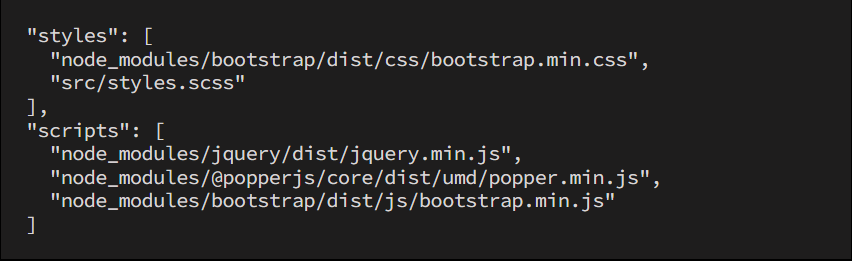 "styles": [
  "node_modules/bootstrap/dist/css/bootstrap.min.css",
  "src/styles.scss"
],
"scripts": [
  "node_modules/jquery/dist/jquery.min.js",
  "node_modules/@popperjs/core/dist/umd/popper.min.js",
  "node_modules/bootstrap/dist/js/bootstrap.min.js"
]